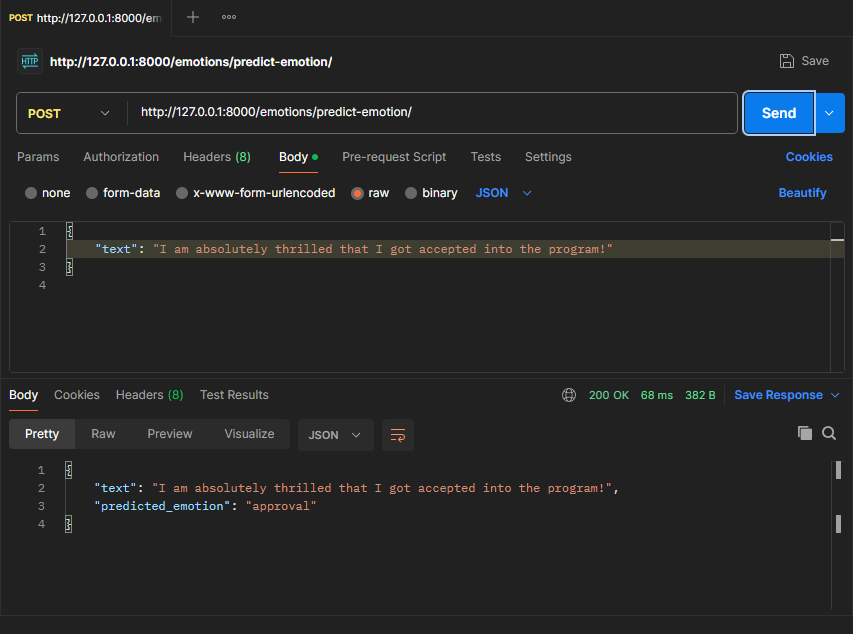 POST http://127.0.0.1:8000/em
HTTP http://127.0.0.1:8000/emotions/predict-emotion/ Save
POST http://127.0.0.1:8000/emotions/predict-emotion/ Send
Params Authorization Headers (8) Body Pre-request Script Tests Settings Cookies
none form-data x-www-form-urlencoded raw binary JSON Beautify
1 {
2 "text": "I am absolutely thrilled that I got accepted into the program!"
3 }
4
Body Cookies Headers (8) Test Results 200 OK 68 ms 382 B Save Response
Pretty Raw Preview Visualize JSON
1 {
2 "text": "I am absolutely thrilled that I got accepted into the program!",
3 "predicted_emotion": "approval"
4 }